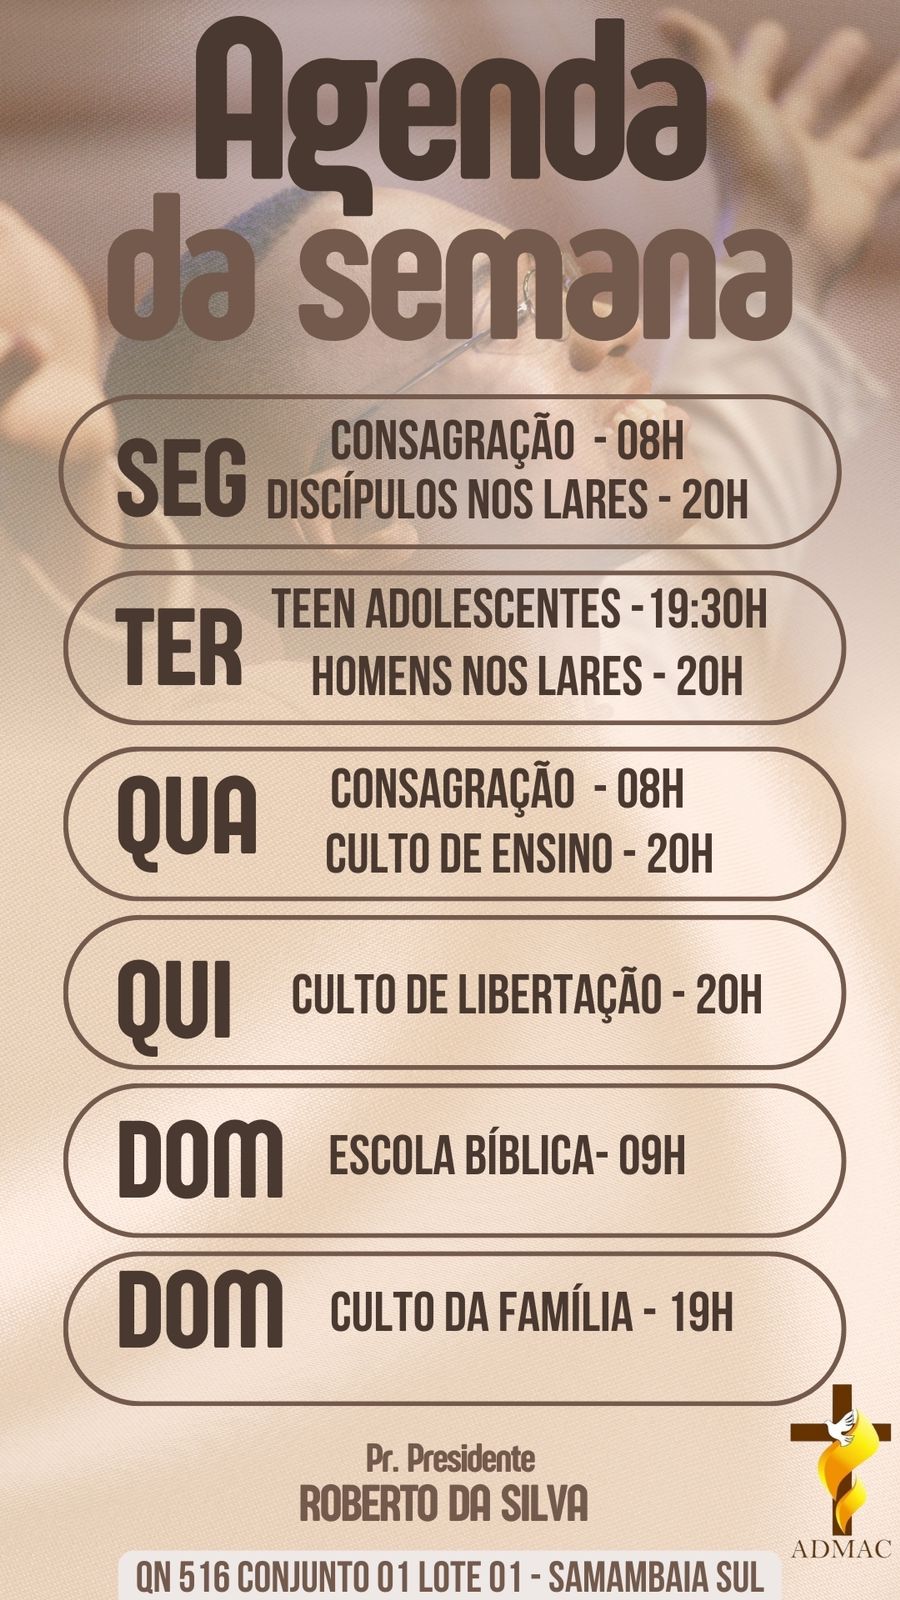 Agenda
da semana
SEG
CONSAGRAÇÃO - 08H
DISCÍPULOS NOS LARES - 20H
TER
TEEN ADOLESCENTES -19:30H
HOMENS NOS LARES - 20H
QUA
CONSAGRAÇÃO - 08H
CULTO DE ENSINO - 20H
QUI
CULTO DE LIBERTAÇÃO - 20H
DOM
ESCOLA BÍBLICA- 09H
DOM
CULTO DA FAMÍLIA - 19H
Pr. Presidente
ROBERTO DA SILVA
ADMAC
QN 516 CONJUNTO 01 LOTE 01 - SAMAMBAIA SUL